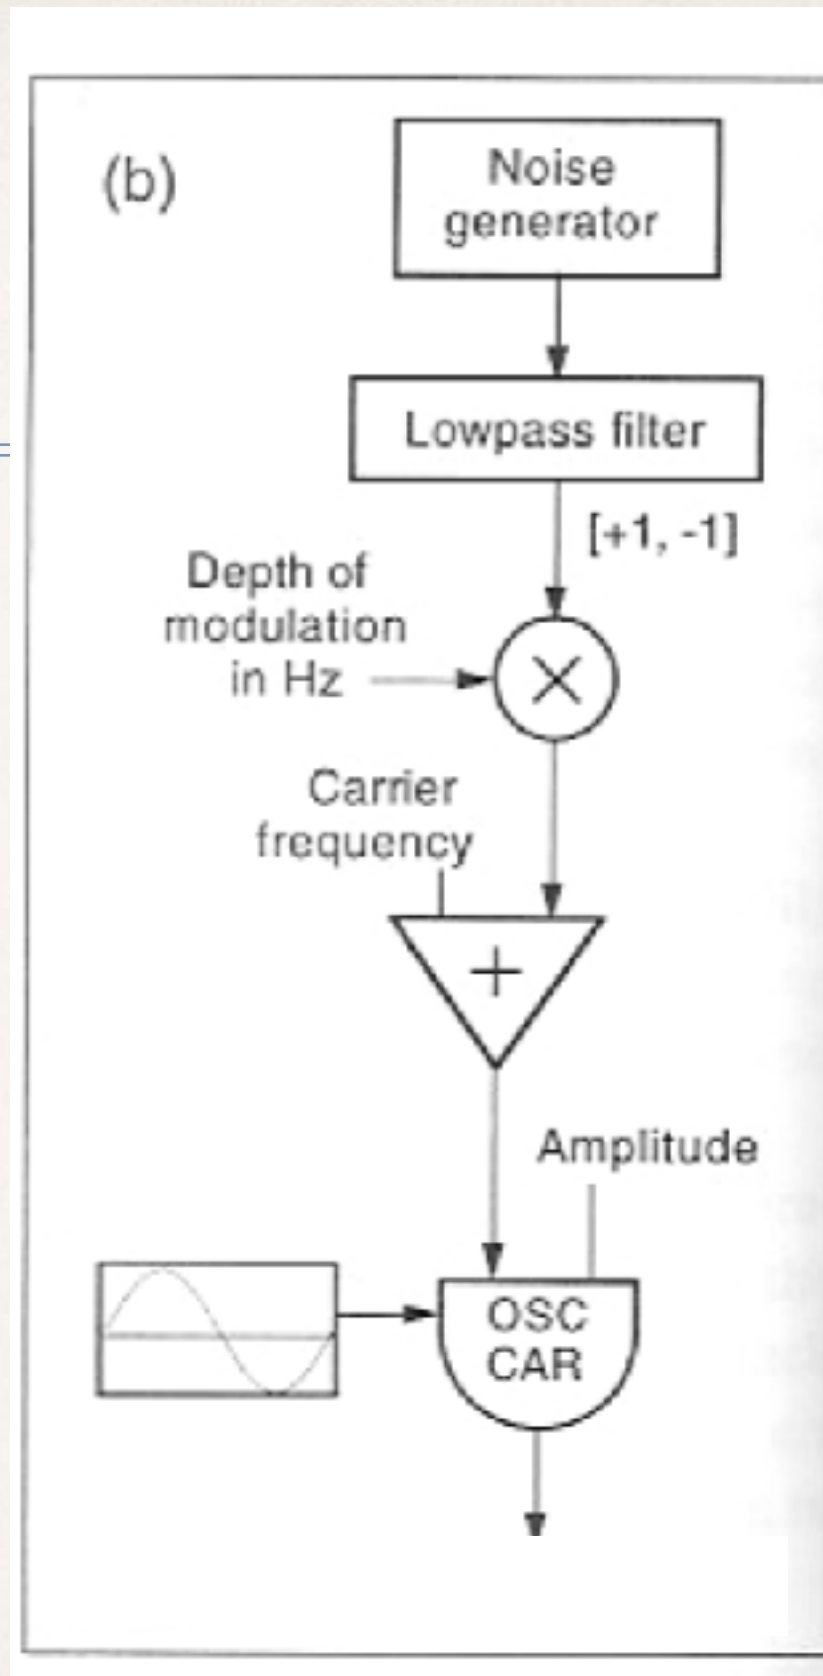 (b)
Noise
generator
Lowpass filter
[+1, -1]
Depth of
modulation
in Hz
×
Carrier
frequency
+
Amplitude
OSC
CAR